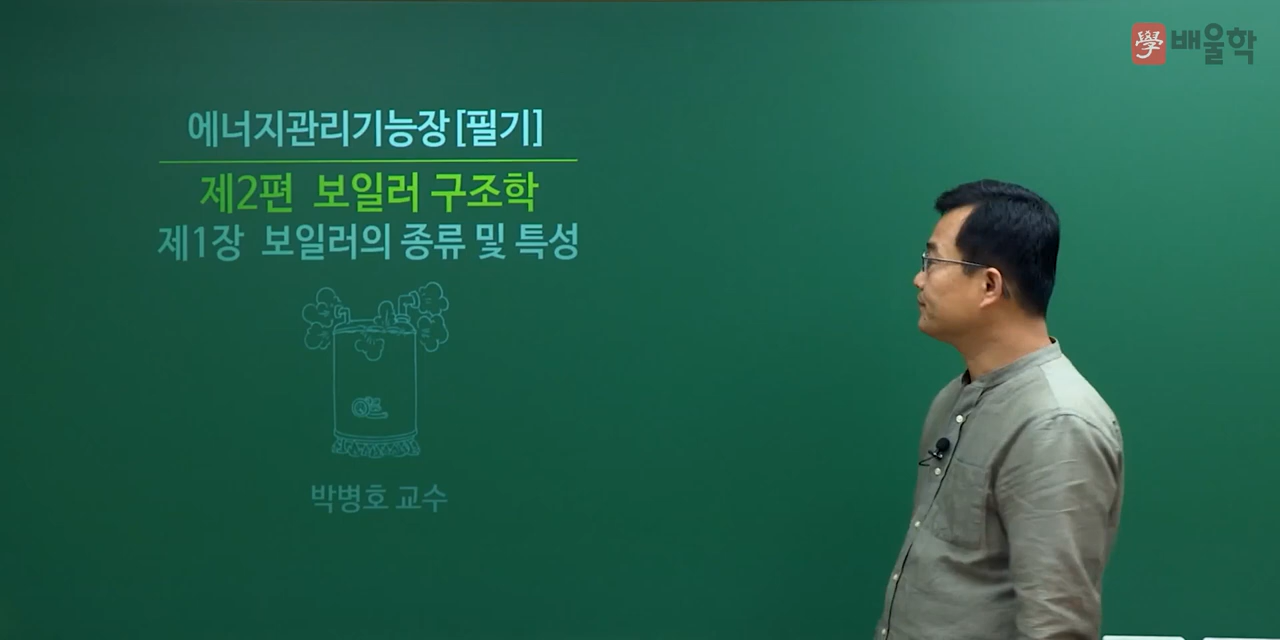 學 배울학
에너지관리기능장 [필기]
제2편 보일러 구조학
제1장 보일러의 종류 및 특성
박병호 교수